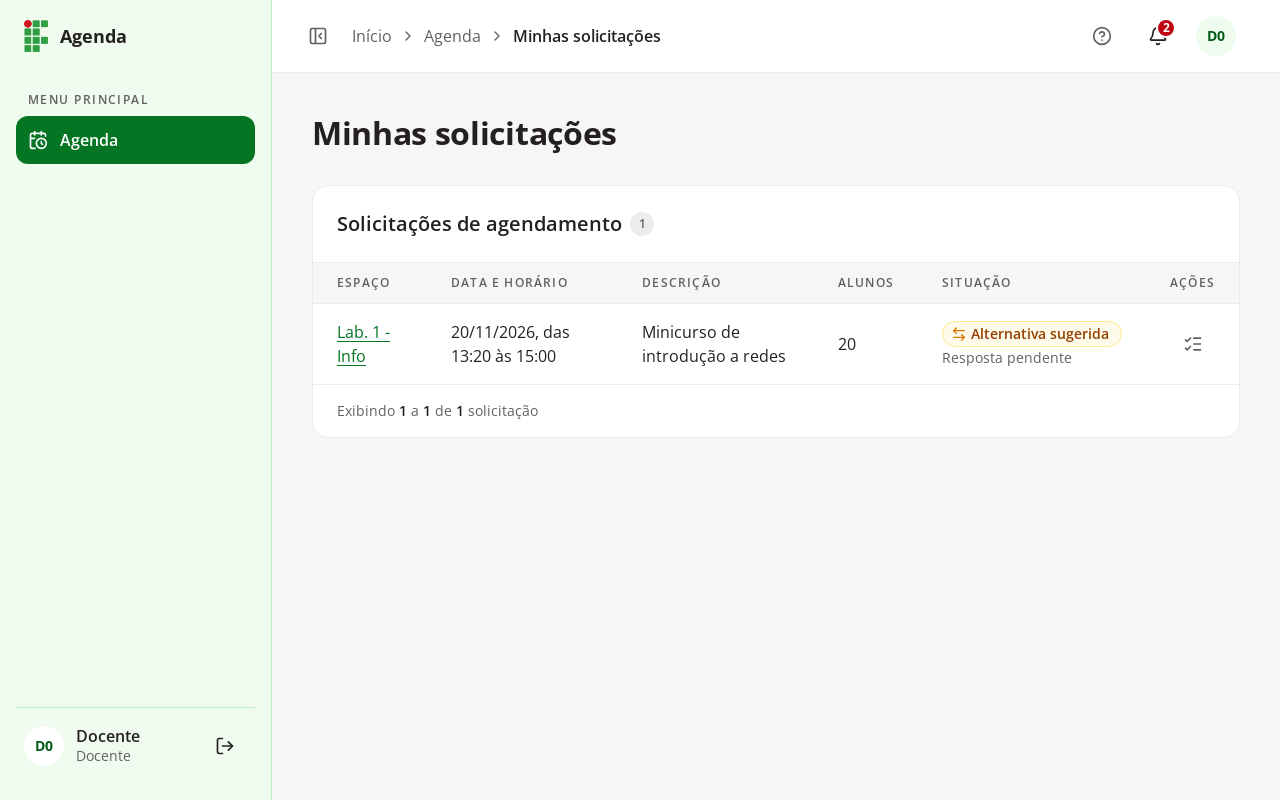 Agenda
MENU PRINCIPAL
Agenda
Docente
D0
Docente
Início > Agenda > Minhas solicitações
2
D0
Minhas solicitações
Solicitações de agendamento 1
ESPAÇO DATA E HORÁRIO DESCRIÇÃO ALUNOS SITUAÇÃO AÇÕES
Lab. 1 - 20/11/2026, das Minicurso de Alternativa sugerida
Info 13:20 às 15:00 introdução a redes 20 Resposta pendente
Exibindo 1 a 1 de 1 solicitação